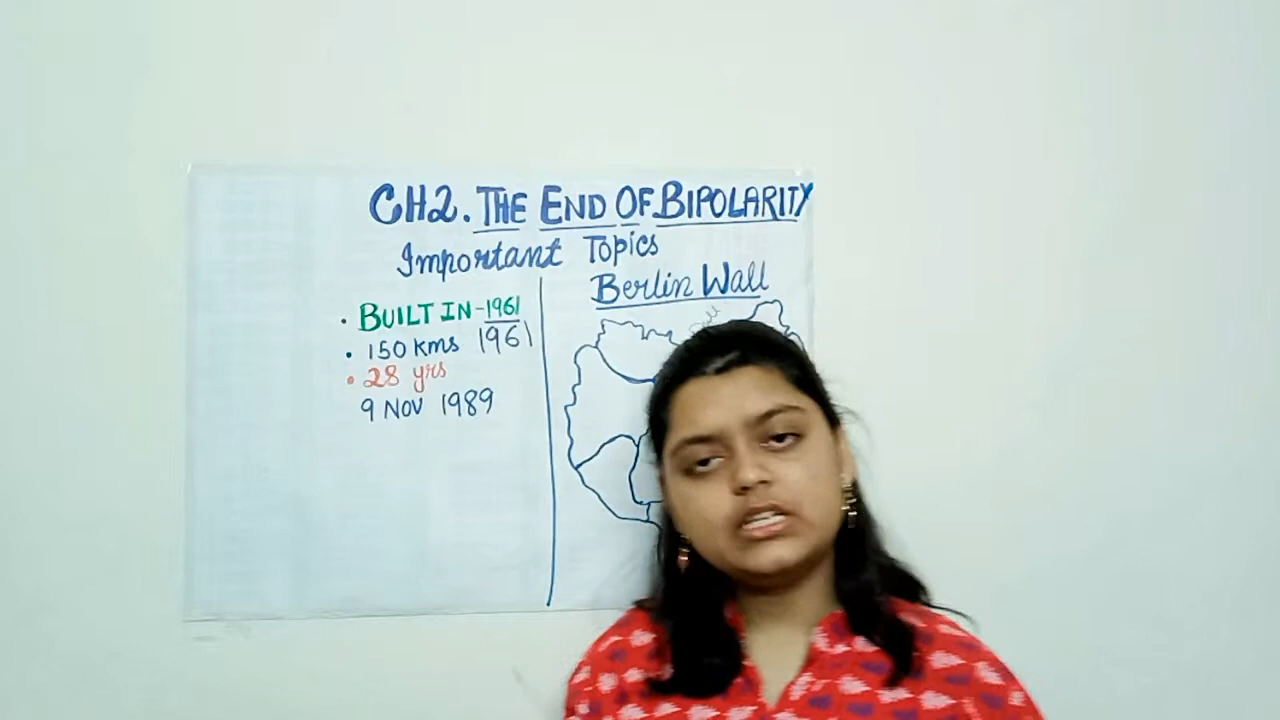 CH2. THE END OF BIPOLARITY
Important Topics
• BUILT IN - 1961
• 150 kms 1961
• 28 yrs
9 NOV 1989
Berlin Wall